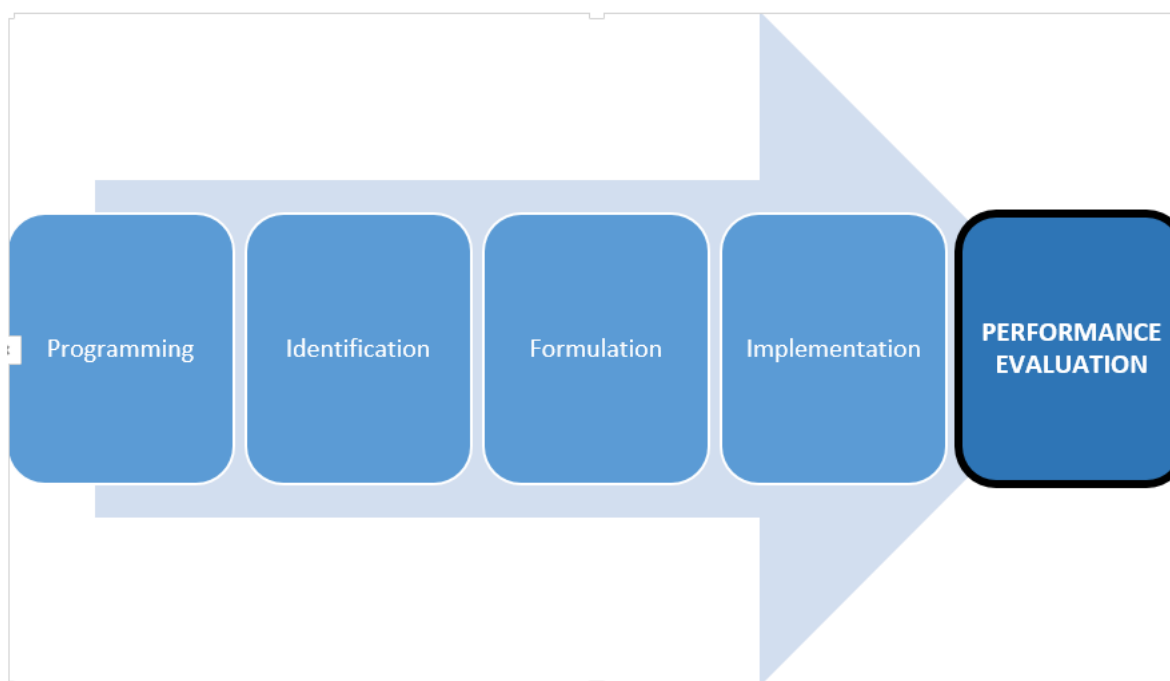 Programming
Identification
Formulation
Implementation
PERFORMANCE
EVALUATION